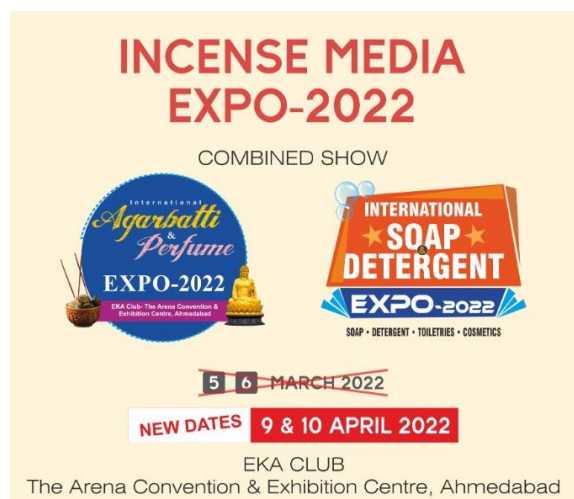 INCENSE MEDIA
EXPO-2022
COMBINED SHOW
International
Agarbatti
&
Perfume
EXPO-2022
EKA Club- The Arena Convention &
Exhibition Centre, Ahmedabad
INTERNATIONAL
SOAP
&
DETERGENT
EXPO-2022
SOAP • DETERGENT • TOILETRIES • COSMETICS
5 6 MARCH 2022
NEW DATES 9 & 10 APRIL 2022
EKA CLUB
The Arena Convention & Exhibition Centre, Ahmedabad